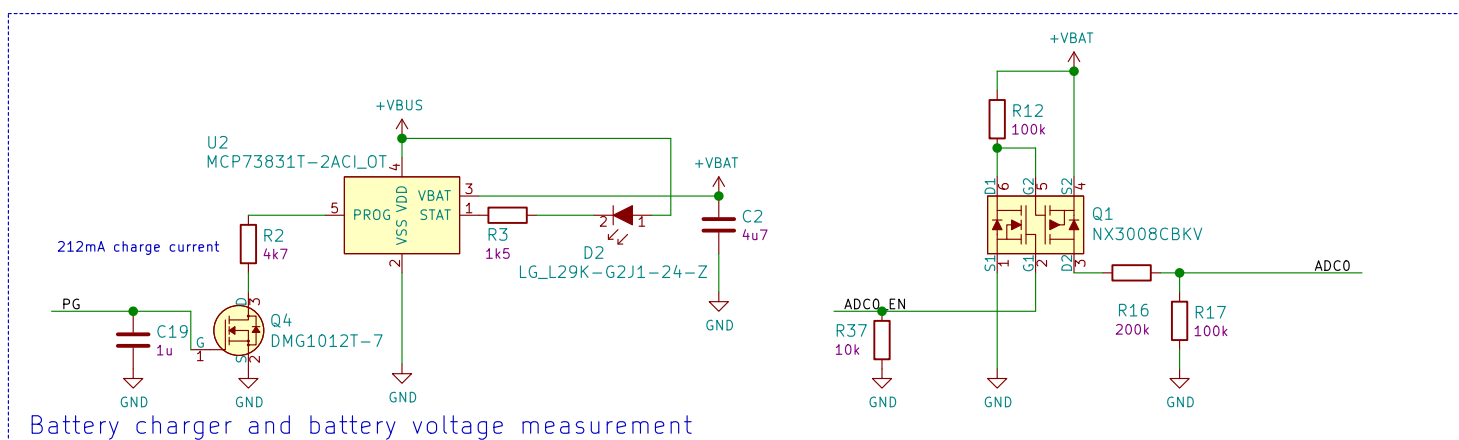 +VBAT
+VBUS
R12
100k
U2
MCP73831T-2ACI_OT
+VBAT
4
D1
6
G2
5
S2
4
VDD
VBAT
3
5
PROG
STAT
1
VSS
2
R3
1k5
2
1
D2
LG_L29K-G2J1-24-Z
C2
4u7
Q1
NX3008CBKV
S1
1
G1
2
D2
3
212mA charge current
R2
4k7
ADC0
PG
D
3
ADC0_EN
C19
1u
G
1
Q4
DMG1012T-7
S
2
GND
R37
10k
R16
200k
R17
100k
GND
GND
GND
GND
GND
GND
Battery charger and battery voltage measurement